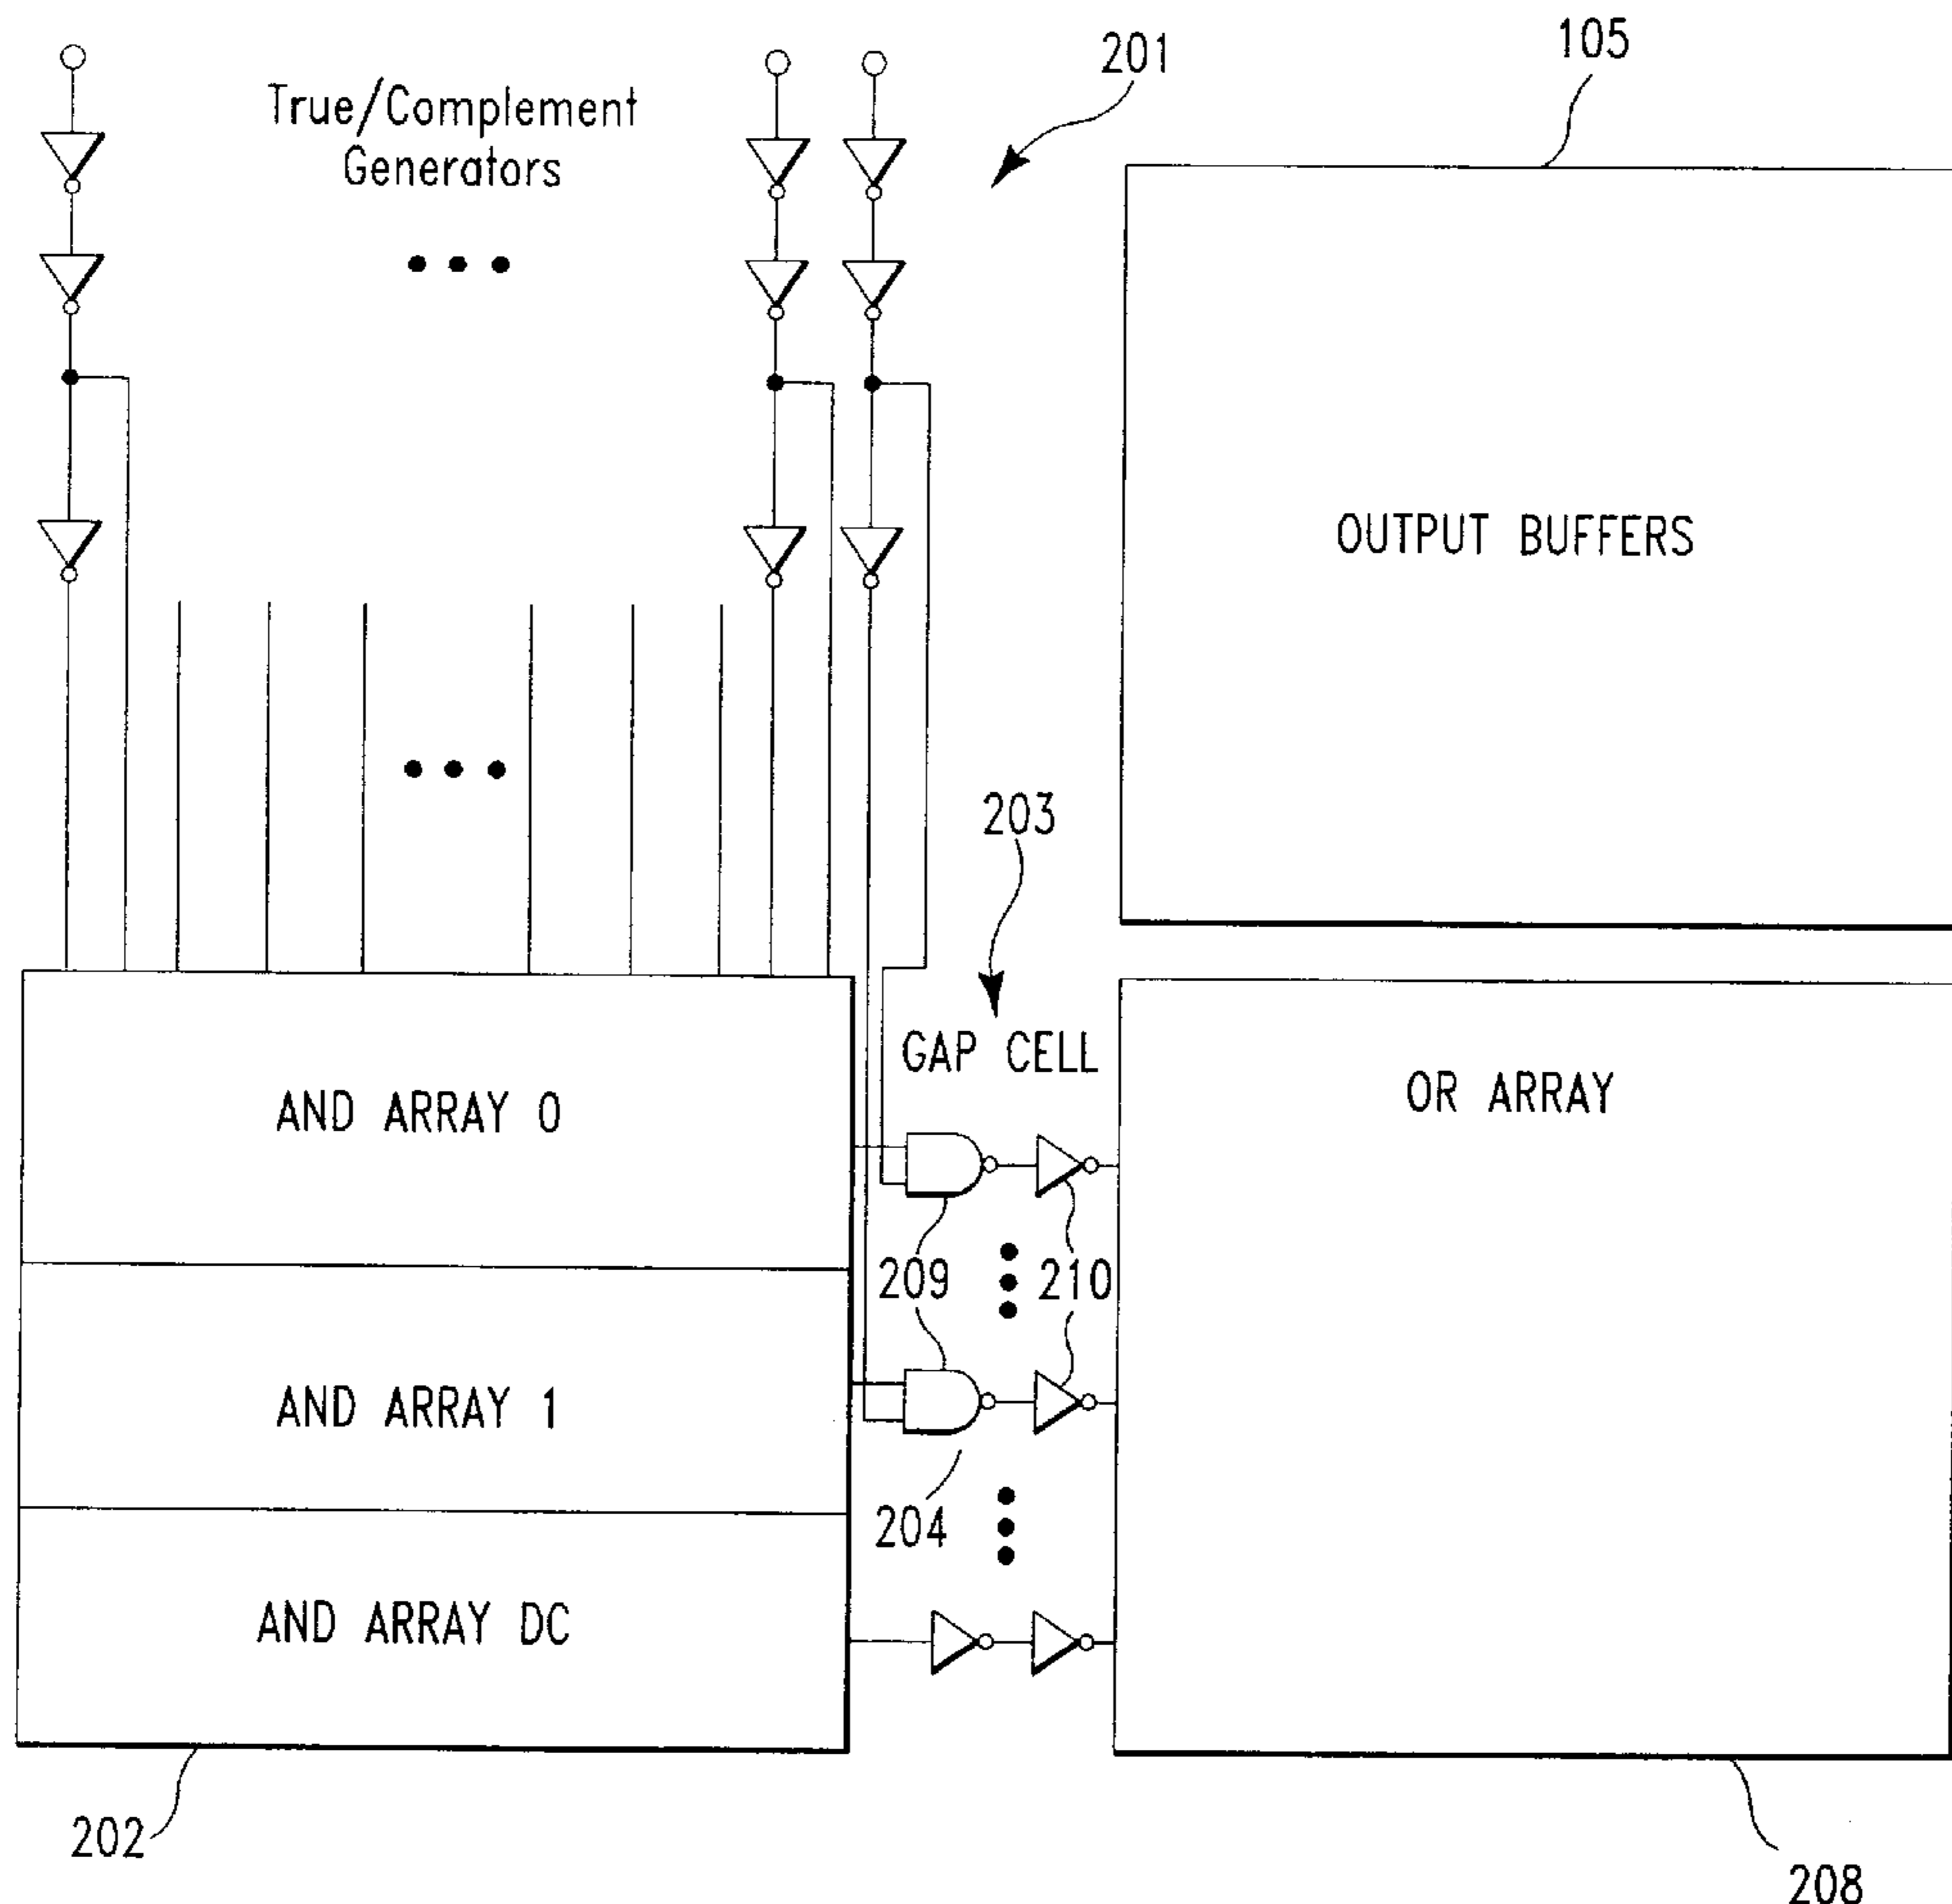 105
201
True/Complement
Generators
OUTPUT BUFFERS
203
GAP CELL
AND ARRAY 0
OR ARRAY
209
210
AND ARRAY 1
204
AND ARRAY DC
202
208